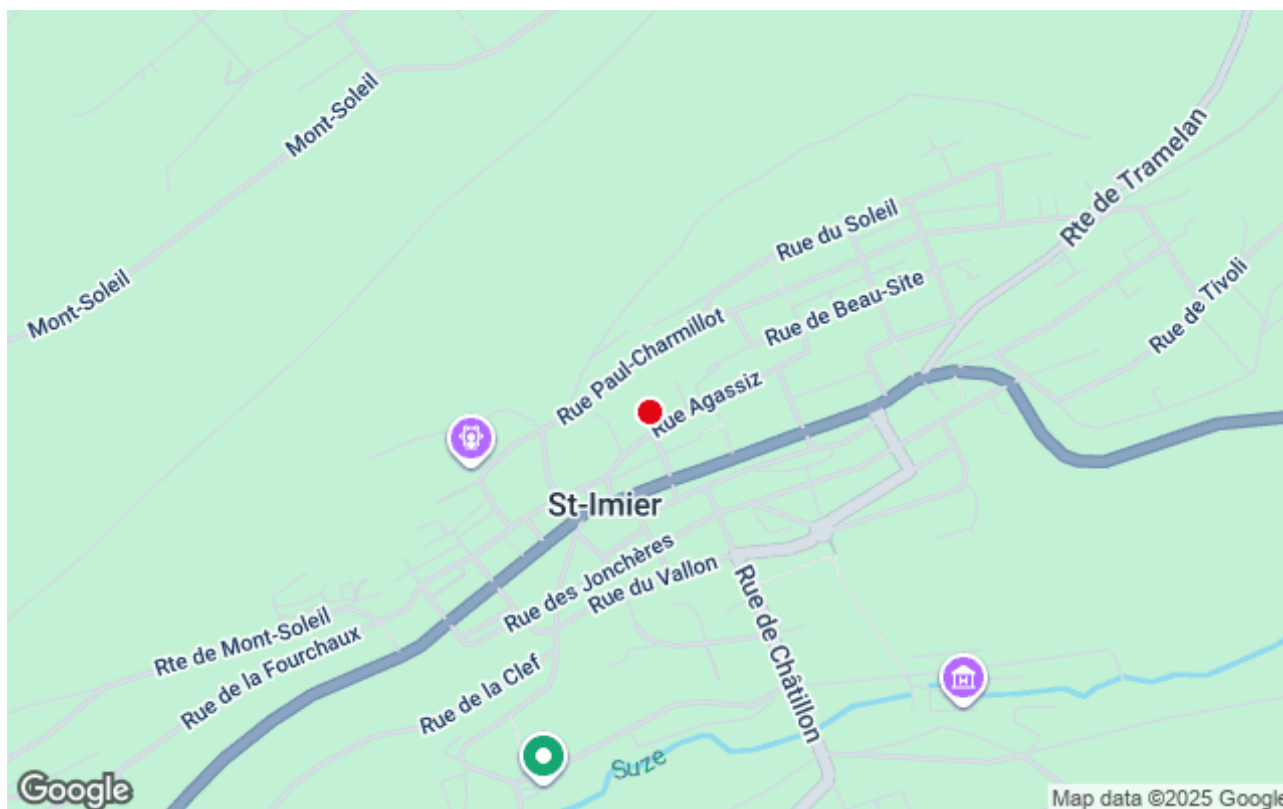 Mont-Soleil
Rte de Tramelan
Rue du Soleil
Mont-Soleil
Rue de Tivoli
Rue de Beau-Site
Rue Paul-Charmillot
Rue Agassiz
St-Imier
Rue des Jonchères
Rue du Vallon
Rue de Châtillon
Rte de Mont-Soleil
Rue de la Fourchaux
Rue de la Clef
Suze
Google
Map data ©2025 Google